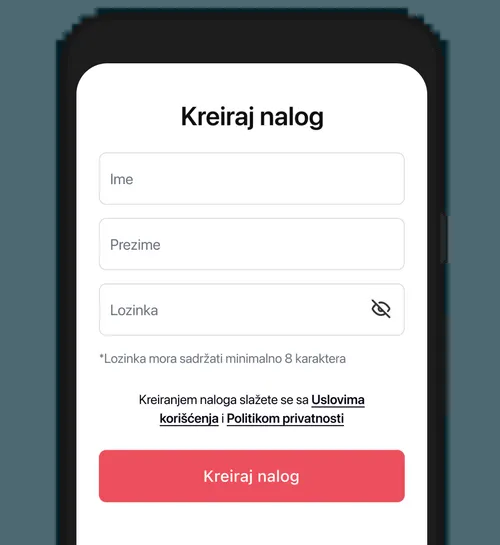 Kreiraj nalog
Ime
Prezime
Lozinka
*Lozinka mora sadržati minimalno 8 karaktera
Kreiranjem naloga slažete se sa Uslovima
korišćenja i Politikom privatnosti
Kreiraj nalog